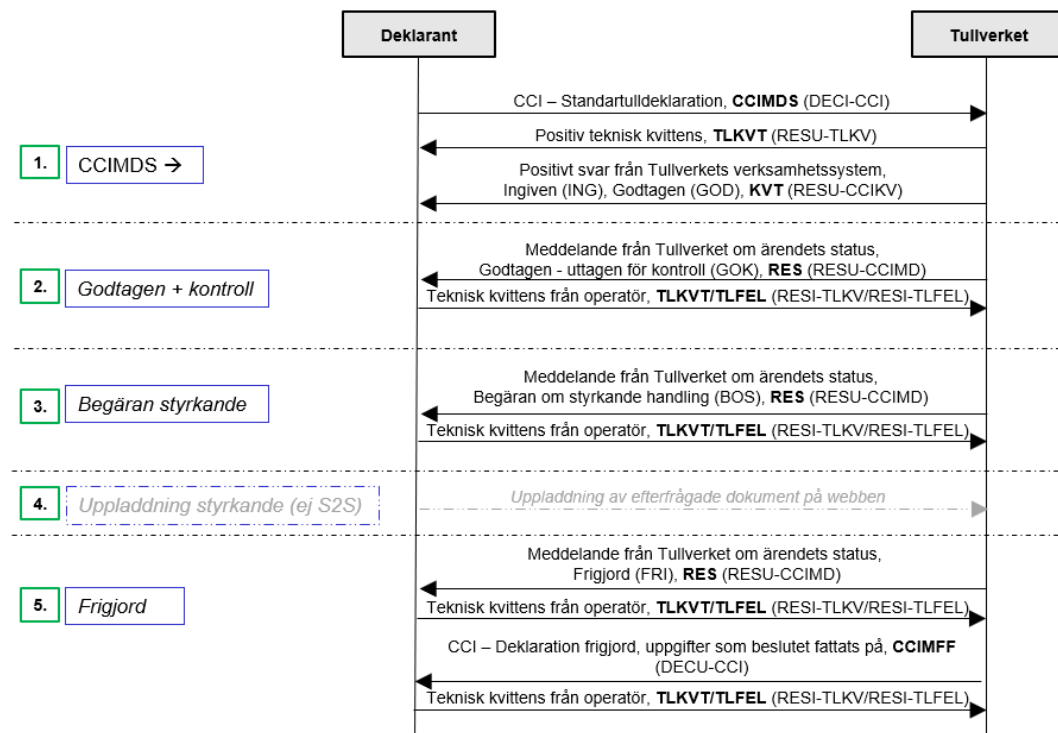 Deklarant
Tullverket
CCI – Standartulldeklaration, CCIMDS (DECI-CCI)
Positiv teknisk kvittens, TLKVT (RESU-TLKV)
1.
CCIMDS →
Positivt svar från Tullverkets verksamhetssystem,
Ingiven (ING), Godtagen (GOD), KVT (RESU-CCIKV)
Meddelande från Tullverket om ärendets status,
Godtagen - uttagen för kontroll (GOK), RES (RESU-CCIMD)
2.
Godtagen + kontroll
Teknisk kvittens från operatör, TLKVT/TLFEL (RESI-TLKV/RESI-TLFEL)
Meddelande från Tullverket om ärendets status,
Begäran om styrkande handling (BOS), RES (RESU-CCIMD)
3.
Begäran styrkande
Teknisk kvittens från operatör, TLKVT/TLFEL (RESI-TLKV/RESI-TLFEL)
4.
Uppladdning styrkande (ej S2S)
Uppladdning av efterfrågade dokument på webben
Meddelande från Tullverket om ärendets status,
Frigjord (FRI), RES (RESU-CCIMD)
5.
Frigjord
Teknisk kvittens från operatör, TLKVT/TLFEL (RESI-TLKV/RESI-TLFEL)
CCI – Deklaration frigjord, uppgifter som beslutet fattats på, CCIMFF
(DECU-CCI)
Teknisk kvittens från operatör, TLKVT/TLFEL (RESI-TLKV/RESI-TLFEL)